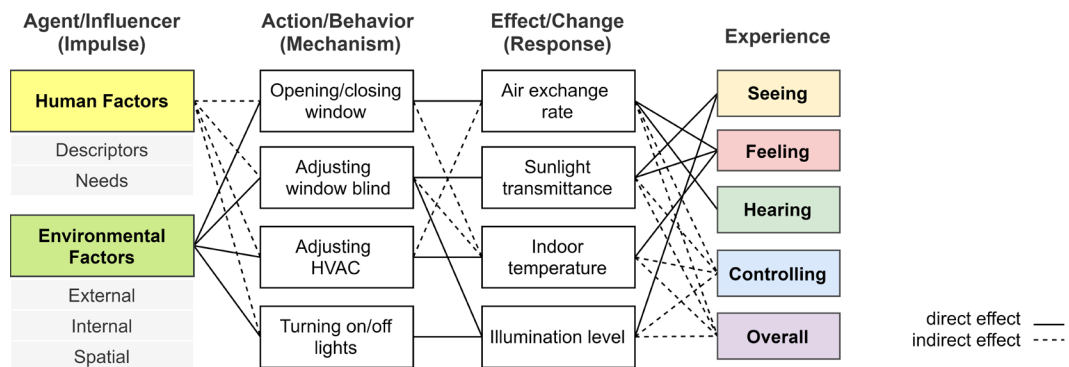 Agent/Influencer
(Impulse)
Action/Behavior
(Mechanism)
Effect/Change
(Response)
Experience
Human Factors
Descriptors
Needs
Environmental
Factors
External
Internal
Spatial
Opening/closing
window
Adjusting
window blind
Adjusting
HVAC
Turning on/off
lights
Air exchange
rate
Sunlight
transmittance
Indoor
temperature
Illumination level
Seeing
Feeling
Hearing
Controlling
Overall
direct effect
indirect effect